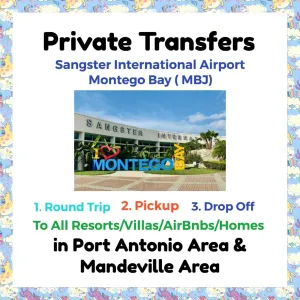 Private Transfers
Sangster International Airport
Montego Bay ( MBJ)
SANGSTER
MONTEGO BAY
1. Round Trip 2. Pickup 3. Drop Off
To All Resorts/Villas/AirBnbs/Homes
in Port Antonio Area &
Mandeville Area